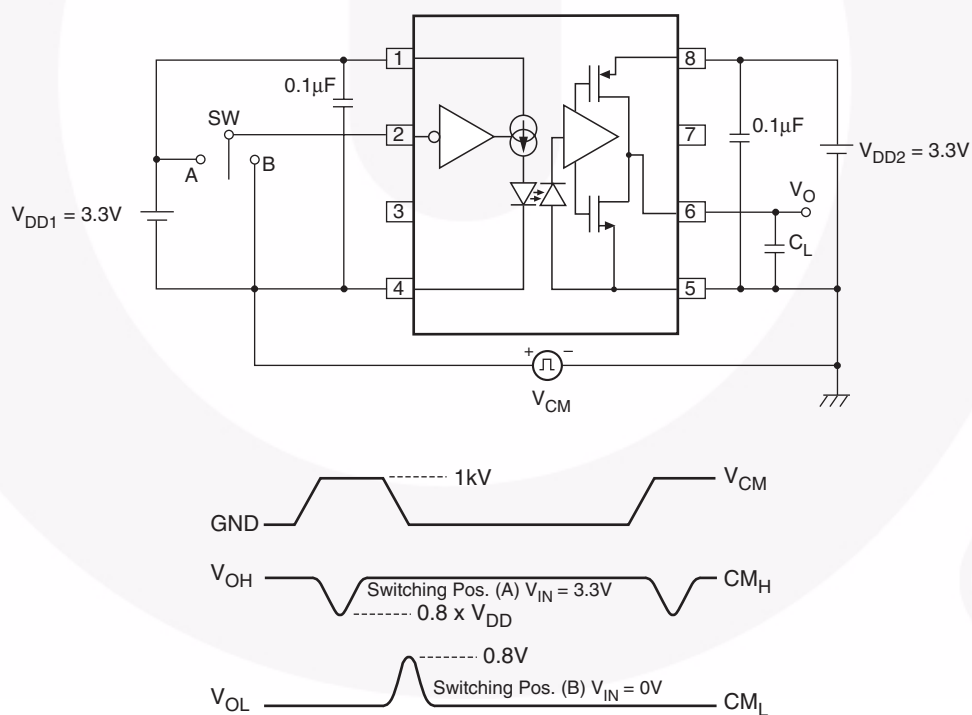 1
8
0.1μF
SW
2
7
0.1μF
A
B
V_DD1 = 3.3V
V_DD2 = 3.3V
3
6
V_O
C_L
4
5
+ −
V_CM
1kV
V_CM
GND
V_OH
Switching Pos. (A) V_IN = 3.3V
CM_H
0.8 x V_DD
0.8V
Switching Pos. (B) V_IN = 0V
V_OL
CM_L